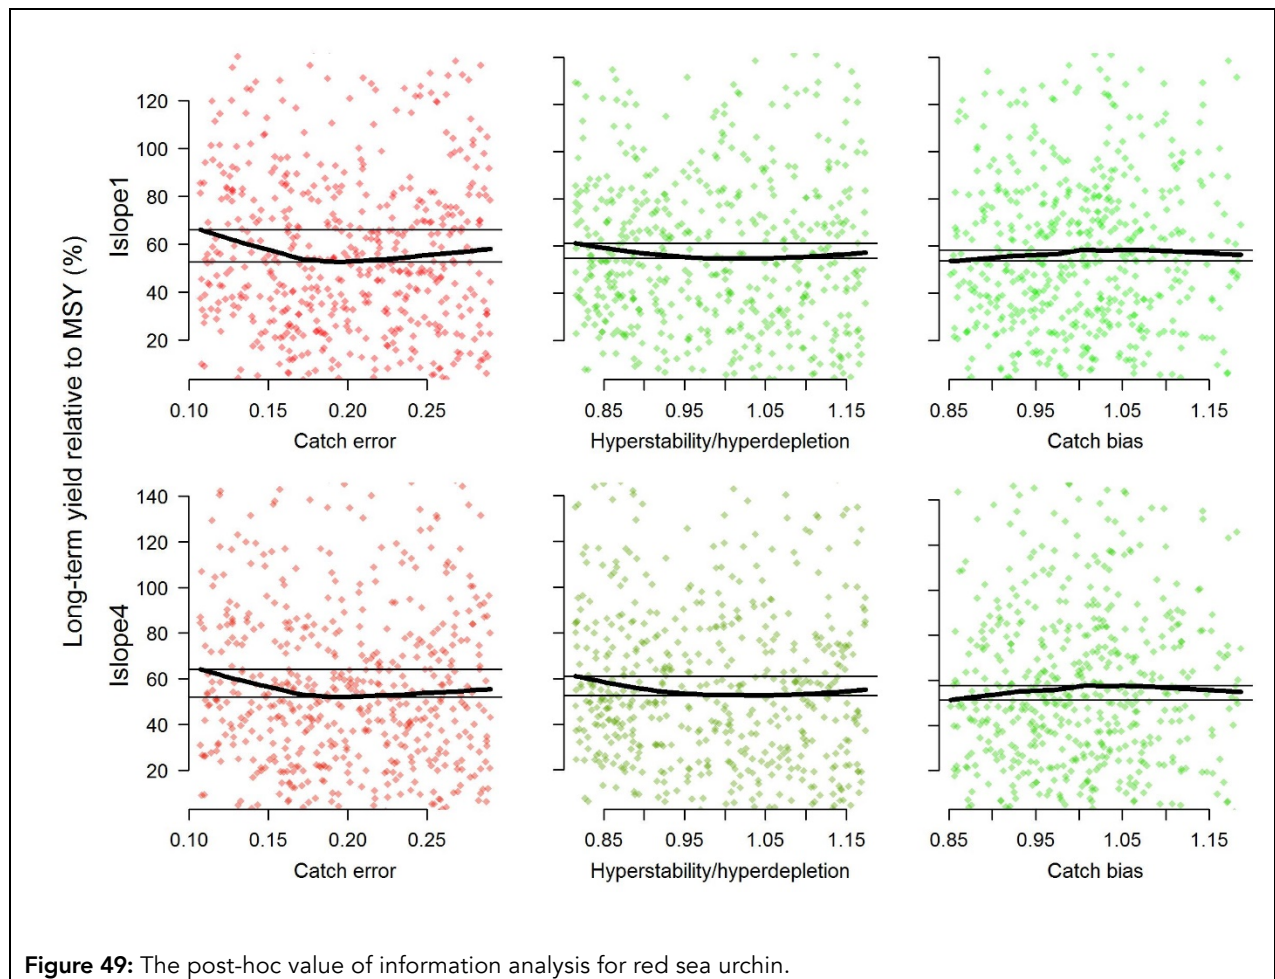 Long-term yield relative to MSY (%)
Islope1
120
100
80
60
40
20
0.10 0.15 0.20 0.25
Catch error
0.85 0.95 1.05 1.15
Hyperstability/hyperdepletion
0.85 0.95 1.05 1.15
Catch bias
Islope4
140
120
100
80
60
40
20
0.10 0.15 0.20 0.25
Catch error
0.85 0.95 1.05 1.15
Hyperstability/hyperdepletion
0.85 0.95 1.05 1.15
Catch bias
Figure 49: The post-hoc value of information analysis for red sea urchin.